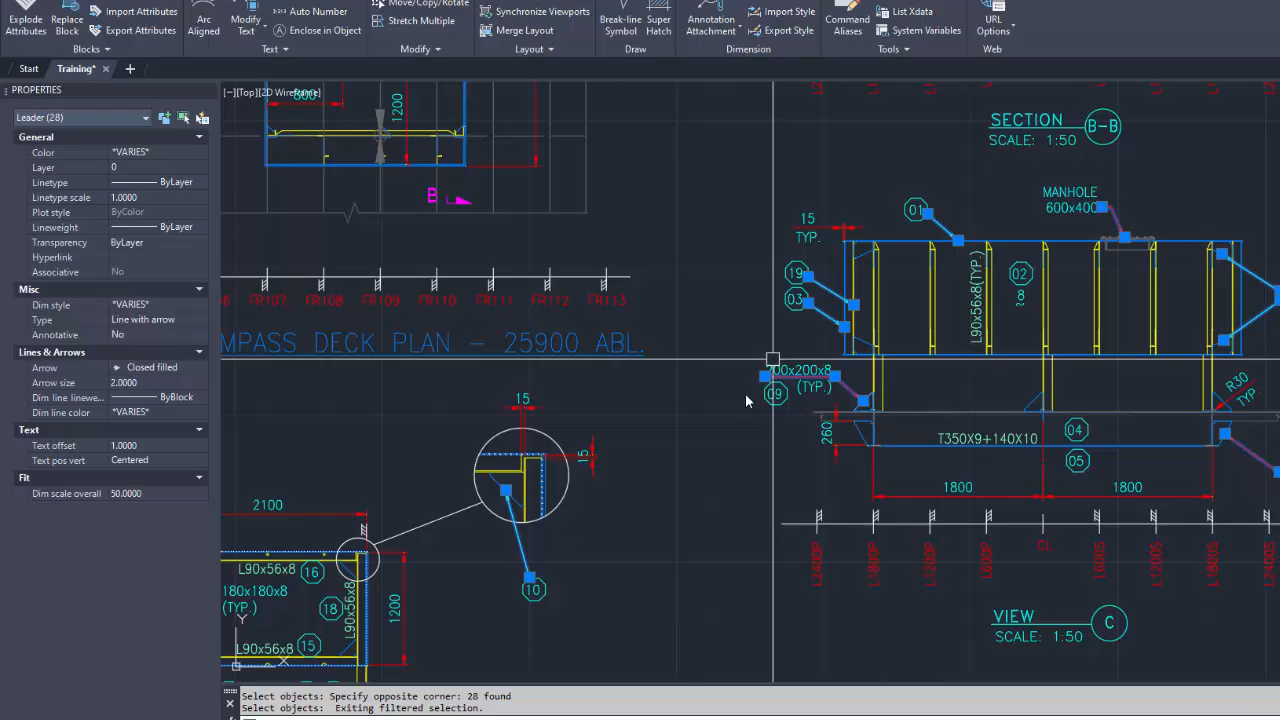 Explode Attributes
Replace Block
Import Attributes
Export Attributes
Blocks
Arc Aligned
Modify Text
Auto Number
Enclose in Object
Text
Move/Copy/Rotate
Stretch Multiple
Modify
Synchronize Viewports
Merge Layout
Layout
Break-line Symbol
Super Hatch
Draw
Annotation Attachment
Import Style
Export Style
Dimension
Command Aliases
List Xdata
System Variables
Tools
URL Options
Web
Start
Training*
PROPERTIES
Leader (28)
General
Color *VARIES*
Layer 0
Linetype ByLayer
Linetype scale 1.0000
Plot style ByColor
Lineweight ByLayer
Transparency ByLayer
Hyperlink
Associative No
Misc
Dim style *VARIES*
Type Line with arrow
Annotative No
Lines & Arrows
Arrow Closed filled
Arrow size 2.0000
Dim line linewe... ByBlock
Dim line color *VARIES*
Text
Text offset 1.0000
Text pos vert Centered
Fit
Dim scale overall 50.0000
[−][Top][2D Wireframe]
1200
B
FR107 FR108 FR109 FR110 FR111 FR112 FR113
MPASS DECK PLAN - 25900 ABL.
15
15
10
2100
L90x56x8 16
180x180x8
(TYP.)
18
L90x56x8
1200
Y
X
L90x56x8 15
SECTION B-B
SCALE: 1:50
MANHOLE
600x400
01
15
TYP.
19
03
L90x56x8(TYP.)
02
8
200x200x8
(TYP.)
09
R30
TYP.
260
T350X9+140X10
04
05
1800 1800
L2400P L1800P L1200P L600P L600S L1200S L1800S L2400S
VIEW C
SCALE: 1:50
Select objects: Specify opposite corner: 28 found
Select objects: Exiting filtered selection.